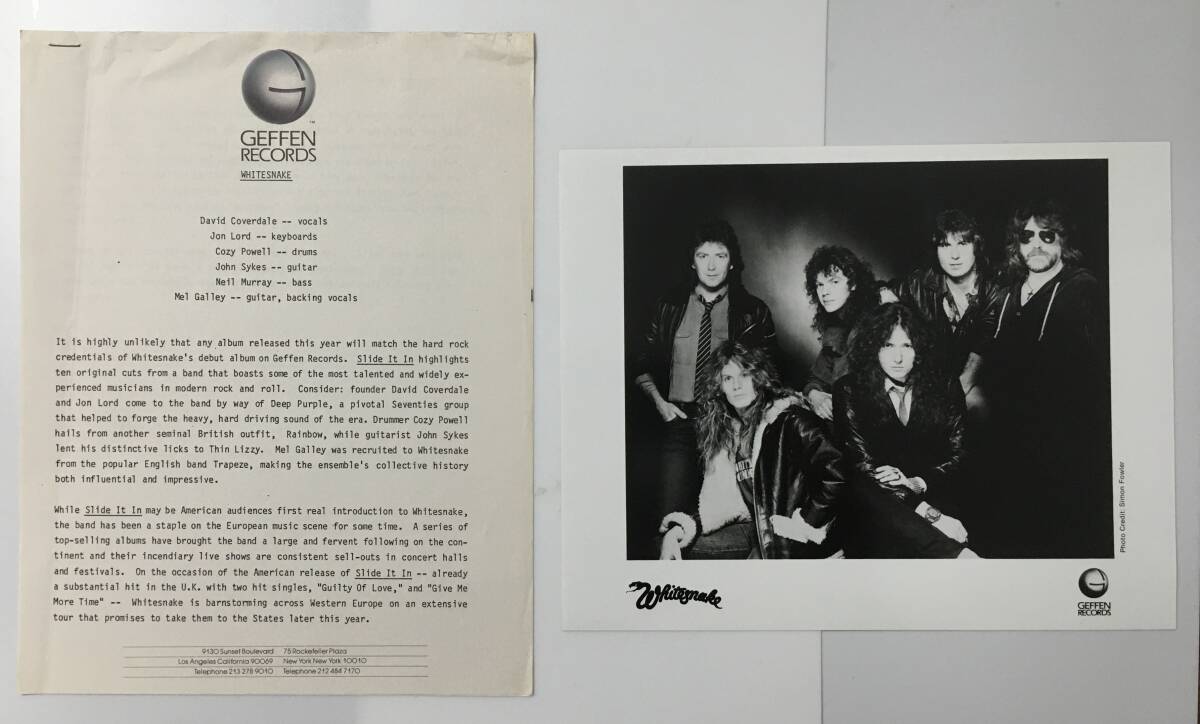 GEFFEN
RECORDS
WHITESNAKE
David Coverdale -- vocals
Jon Lord -- keyboards
Cozy Powell -- drums
John Sykes -- guitar
Neil Murray -- bass
Mel Galley -- guitar, backing vocals
It is highly unlikely that any album released this year will match the hard rock
credentials of Whitesnake's debut album on Geffen Records. Slide It In highlights
ten original cuts from a band that boasts some of the most talented and widely ex-
perienced musicians in modern rock and roll. Consider: founder David Coverdale
and Jon Lord come to the band by way of Deep Purple, a pivotal Seventies group
that helped to forge the heavy, hard driving sound of the era. Drummer Cozy Powell
hails from another seminal British outfit, Rainbow, while guitarist John Sykes
lent his distinctive licks to Thin Lizzy. Mel Galley was recruited to Whitesnake
from the popular English band Trapeze, making the ensemble's collective history
both influential and impressive.
While Slide It In may be American audiences first real introduction to Whitesnake,
the band has been a staple on the European music scene for some time. A series of
top-selling albums have brought the band a large and fervent following on the con-
tinent and their incendiary live shows are consistent sell-outs in concert halls
and festivals. On the occasion of the American release of Slide It In -- already
a substantial hit in the U.K. with two hit singles, "Guilty Of Love," and "Give Me
More Time" -- Whitesnake is barnstorming across Western Europe on an extensive
tour that promises to take them to the States later this year.
9130 Sunset Boulevard 75 Rockefeller Plaza
Los Angeles California 90069 New York New York 10010
Telephone 213 278 9010 Telephone 212 484 7170
Photo Credit: Simon Fowler
Whitesnake
GEFFEN
RECORDS